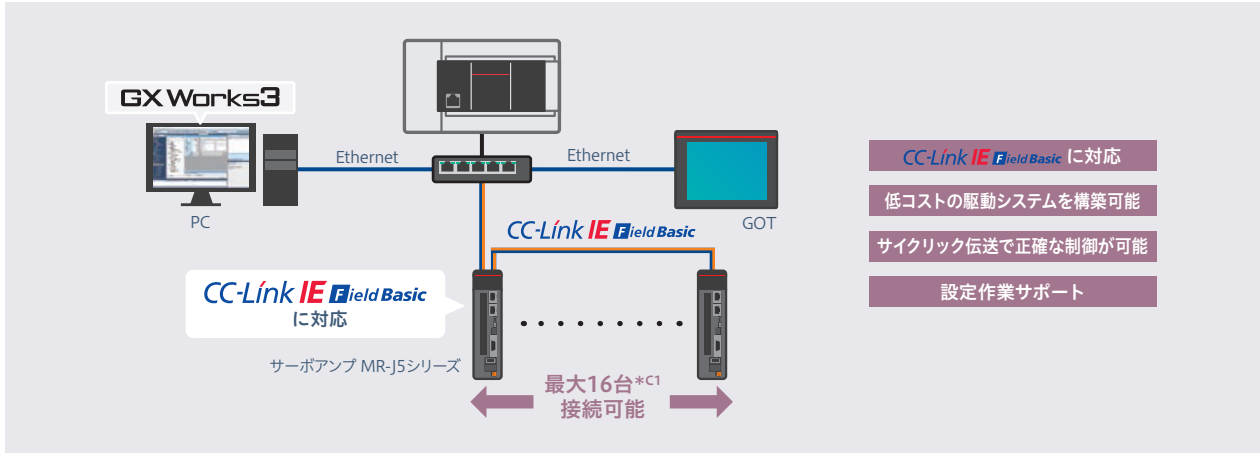 GX Works3
Ethernet
Ethernet
PC
GOT
CC-Link IE Field Basic
CC-Link IE Field Basic
に対応
サーボアンプ MR-J5シリーズ
最大16台*C1
接続可能
CC-Link IE Field Basic に対応
低コストの駆動システムを構築可能
サイクリック伝送で正確な制御が可能
設定作業サポート